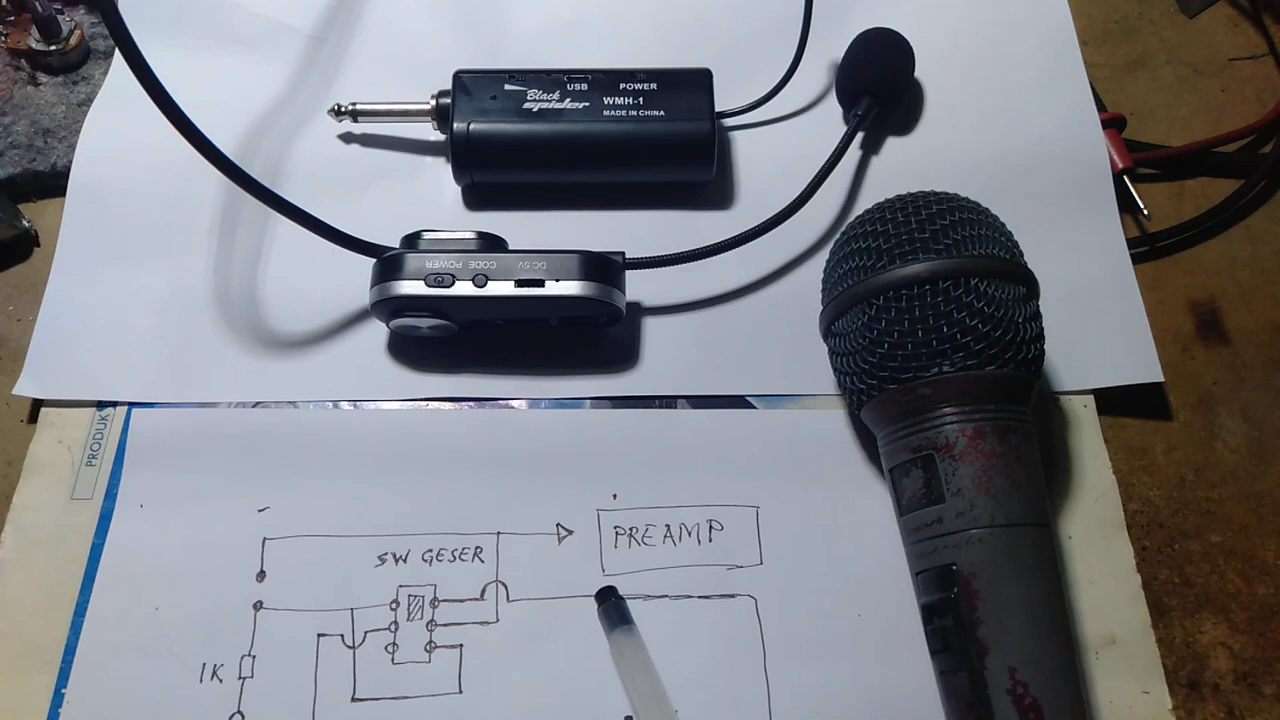 USB POWER
Black
spider
WMH-1
MADE IN CHINA
POWER CODE DC 5V
PRODUK
PREAMP
SW GESER
1K